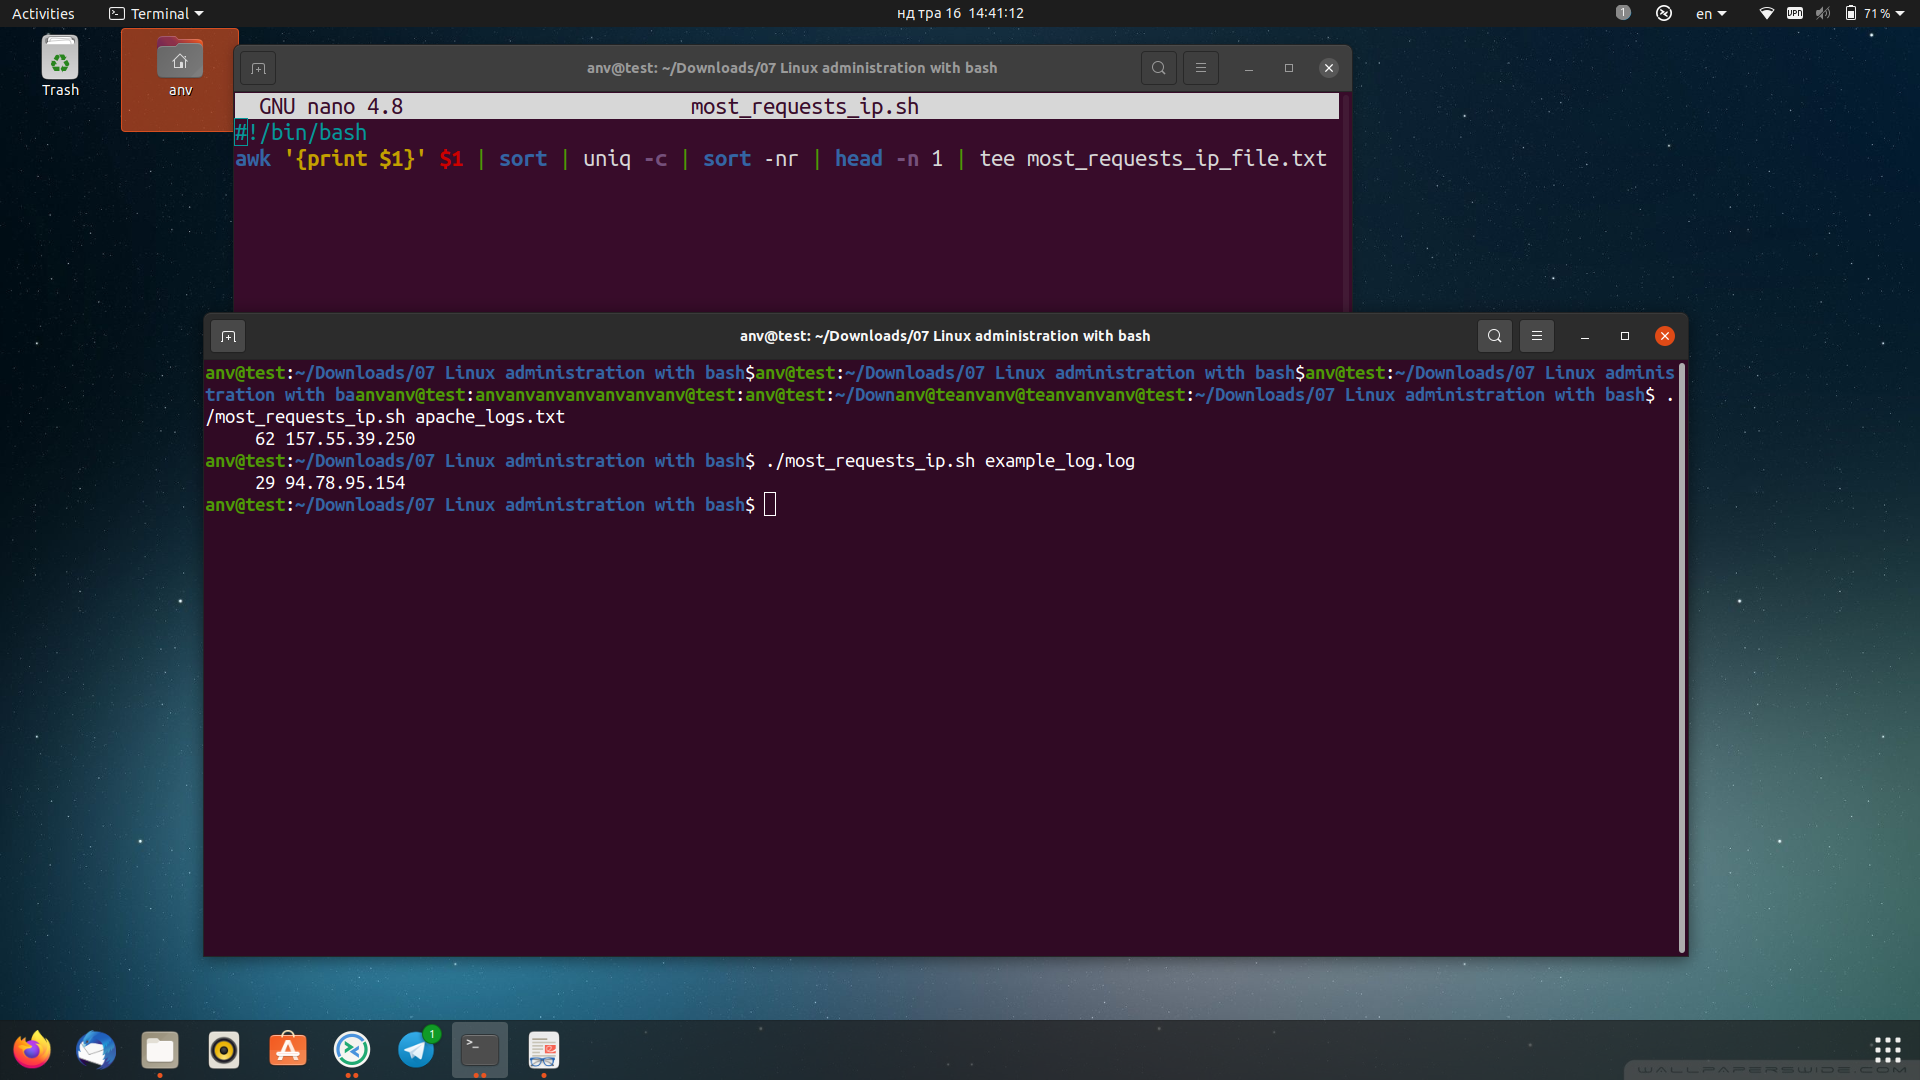 Activities
Terminal
нд тра 16 14:41:12
1
en
VPN
71 %
Trash
anv
anv@test: ~/Downloads/07 Linux administration with bash
GNU nano 4.8 most_requests_ip.sh
#!/bin/bash
awk '{print $1}' $1 | sort | uniq -c | sort -nr | head -n 1 | tee most_requests_ip_file.txt
anv@test: ~/Downloads/07 Linux administration with bash
anv@test:~/Downloads/07 Linux administration with bash$anv@test:~/Downloads/07 Linux administration with bash$anv@test:~/Downloads/07 Linux adminis
tration with baanvanv@test:anvanvanvanvanvanvanv@test:anv@test:~/Downanv@teanvanv@teanvanvanv@test:~/Downloads/07 Linux administration with bash$ .
/most_requests_ip.sh apache_logs.txt
62 157.55.39.250
anv@test:~/Downloads/07 Linux administration with bash$ ./most_requests_ip.sh example_log.log
29 94.78.95.154
anv@test:~/Downloads/07 Linux administration with bash$
1
WALLPAPERSWIDE.COM